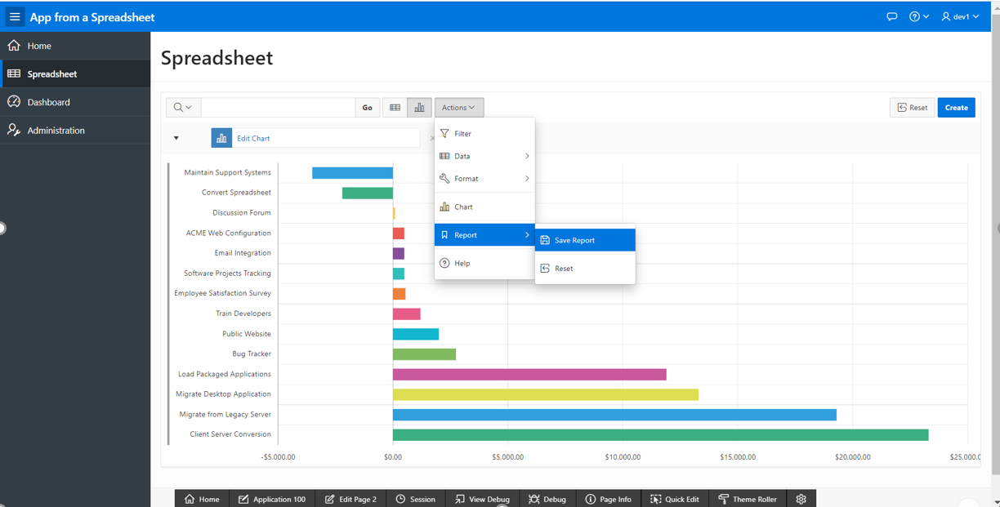 App from a Spreadsheet
dev1
Home
Spreadsheet
Dashboard
Administration
Spreadsheet
Go
Actions
Reset
Create
Edit Chart
Filter
Data
Format
Chart
Report
Help
Save Report
Reset
Maintain Support Systems
Convert Spreadsheet
Discussion Forum
ACME Web Configuration
Email Integration
Software Projects Tracking
Employee Satisfaction Survey
Train Developers
Public Website
Bug Tracker
Load Packaged Applications
Migrate Desktop Application
Migrate from Legacy Server
Client Server Conversion
-$5,000.00 $0.00 $5,000.00 $10,000.00 $15,000.00 $20,000.00 $25,000.0
Home Application 100 Edit Page 2 Session View Debug Debug Page Info Quick Edit Theme Roller